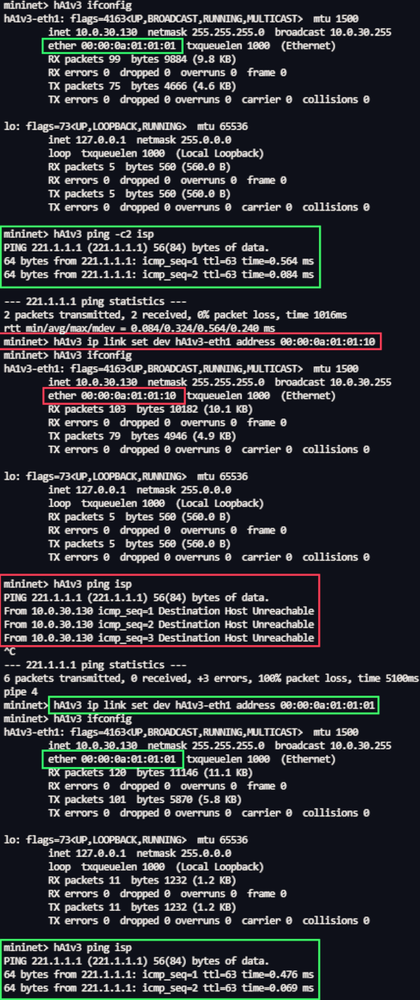 mininet> hA1v3 ifconfig
hA1v3-eth1: flags=4163<UP,BROADCAST,RUNNING,MULTICAST>  mtu 1500
        inet 10.0.30.130  netmask 255.255.255.0  broadcast 10.0.30.255
        ether 00:00:0a:01:01:01  txqueuelen 1000  (Ethernet)
        RX packets 99  bytes 9884 (9.8 KB)
        RX errors 0  dropped 0  overruns 0  frame 0
        TX packets 75  bytes 4666 (4.6 KB)
        TX errors 0  dropped 0 overruns 0  carrier 0  collisions 0

lo: flags=73<UP,LOOPBACK,RUNNING>  mtu 65536
        inet 127.0.0.1  netmask 255.0.0.0
        loop  txqueuelen 1000  (Local Loopback)
        RX packets 5  bytes 560 (560.0 B)
        RX errors 0  dropped 0  overruns 0  frame 0
        TX packets 5  bytes 560 (560.0 B)
        TX errors 0  dropped 0 overruns 0  carrier 0  collisions 0

mininet> hA1v3 ping -c2 isp
PING 221.1.1.1 (221.1.1.1) 56(84) bytes of data.
64 bytes from 221.1.1.1: icmp_seq=1 ttl=63 time=0.564 ms
64 bytes from 221.1.1.1: icmp_seq=2 ttl=63 time=0.084 ms

--- 221.1.1.1 ping statistics ---
2 packets transmitted, 2 received, 0% packet loss, time 1016ms
rtt min/avg/max/mdev = 0.084/0.324/0.564/0.240 ms
mininet> hA1v3 ip link set dev hA1v3-eth1 address 00:00:0a:01:01:10
mininet> hA1v3 ifconfig
hA1v3-eth1: flags=4163<UP,BROADCAST,RUNNING,MULTICAST>  mtu 1500
        inet 10.0.30.130  netmask 255.255.255.0  broadcast 10.0.30.255
        ether 00:00:0a:01:01:10  txqueuelen 1000  (Ethernet)
        RX packets 103  bytes 10182 (10.1 KB)
        RX errors 0  dropped 0  overruns 0  frame 0
        TX packets 79  bytes 4946 (4.9 KB)
        TX errors 0  dropped 0 overruns 0  carrier 0  collisions 0

lo: flags=73<UP,LOOPBACK,RUNNING>  mtu 65536
        inet 127.0.0.1  netmask 255.0.0.0
        loop  txqueuelen 1000  (Local Loopback)
        RX packets 5  bytes 560 (560.0 B)
        RX errors 0  dropped 0  overruns 0  frame 0
        TX packets 5  bytes 560 (560.0 B)
        TX errors 0  dropped 0 overruns 0  carrier 0  collisions 0

mininet> hA1v3 ping isp
PING 221.1.1.1 (221.1.1.1) 56(84) bytes of data.
From 10.0.30.130 icmp_seq=1 Destination Host Unreachable
From 10.0.30.130 icmp_seq=2 Destination Host Unreachable
From 10.0.30.130 icmp_seq=3 Destination Host Unreachable
^C
--- 221.1.1.1 ping statistics ---
6 packets transmitted, 0 received, +3 errors, 100% packet loss, time 5100ms
pipe 4
mininet> hA1v3 ip link set dev hA1v3-eth1 address 00:00:0a:01:01:01
mininet> hA1v3 ifconfig
hA1v3-eth1: flags=4163<UP,BROADCAST,RUNNING,MULTICAST>  mtu 1500
        inet 10.0.30.130  netmask 255.255.255.0  broadcast 10.0.30.255
        ether 00:00:0a:01:01:01  txqueuelen 1000  (Ethernet)
        RX packets 120  bytes 11146 (11.1 KB)
        RX errors 0  dropped 0  overruns 0  frame 0
        TX packets 101  bytes 5870 (5.8 KB)
        TX errors 0  dropped 0 overruns 0  carrier 0  collisions 0

lo: flags=73<UP,LOOPBACK,RUNNING>  mtu 65536
        inet 127.0.0.1  netmask 255.0.0.0
        loop  txqueuelen 1000  (Local Loopback)
        RX packets 11  bytes 1232 (1.2 KB)
        RX errors 0  dropped 0  overruns 0  frame 0
        TX packets 11  bytes 1232 (1.2 KB)
        TX errors 0  dropped 0 overruns 0  carrier 0  collisions 0

mininet> hA1v3 ping isp
PING 221.1.1.1 (221.1.1.1) 56(84) bytes of data.
64 bytes from 221.1.1.1: icmp_seq=1 ttl=63 time=0.476 ms
64 bytes from 221.1.1.1: icmp_seq=2 ttl=63 time=0.069 ms